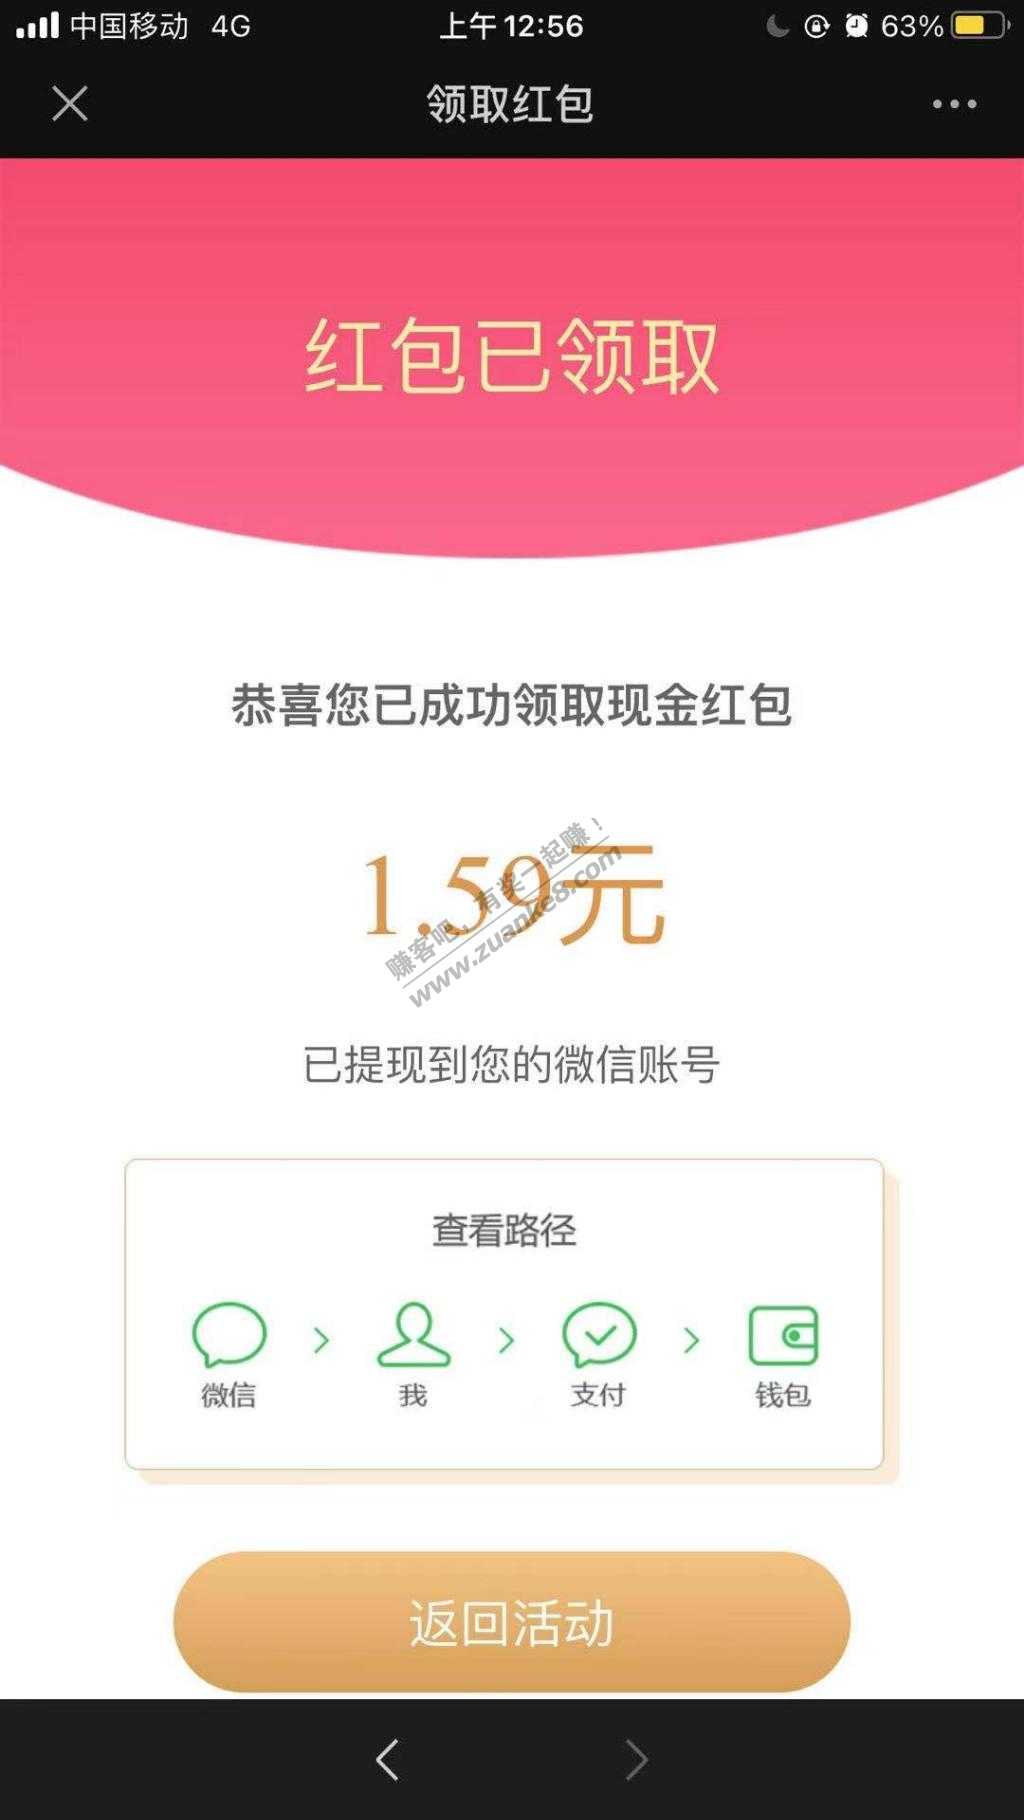 中国移动 4G 上午12:56 63%
领取红包
红包已领取
恭喜您已成功领取现金红包
1.59元
赚客吧，有奖一起赚！
www.zuanke8.com
已提现到您的微信账号
查看路径
微信 > 我 > 支付 > 钱包
返回活动